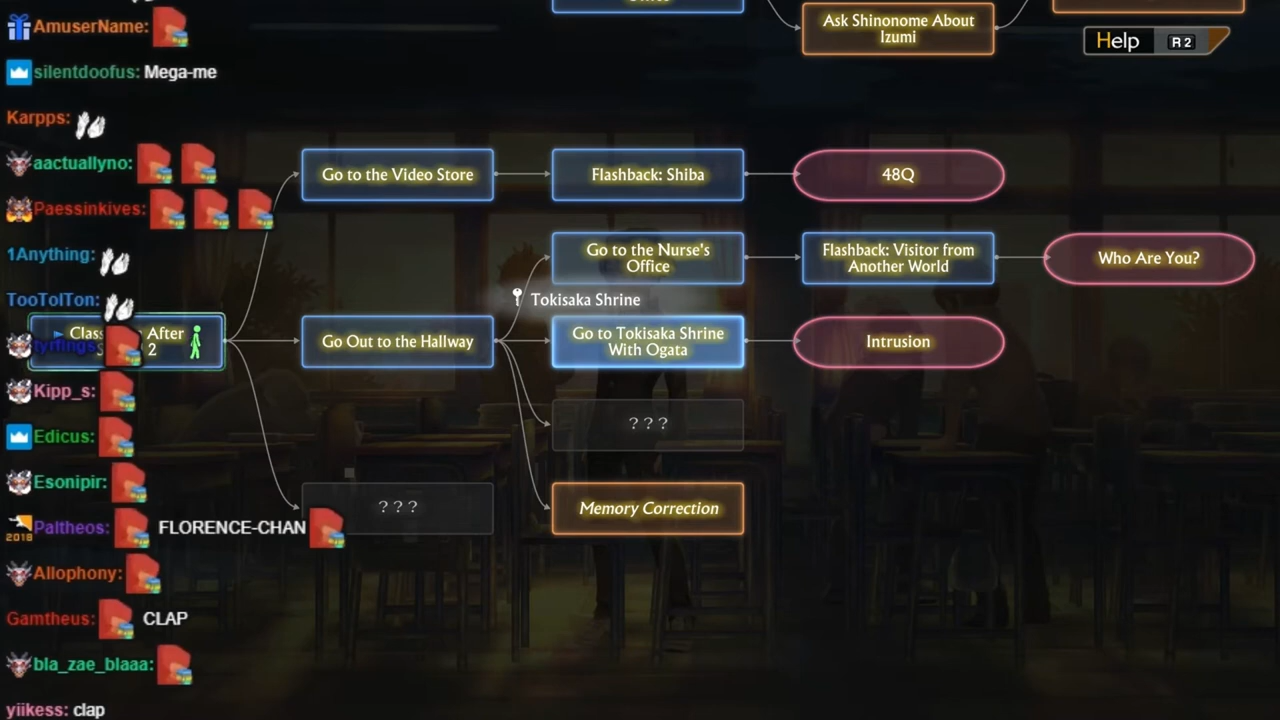 AmuserName:
silentdoofus: Mega-me
Karpps:
aactuallyno:
Paessinkives:
1Anything:
TooTolTon:
tyrfings:
Kipp_s:
Edicus:
Esonipir:
2018
Paltheos: FLORENCE-CHAN
Allophony:
Gamtheus: CLAP
bla_zae_blaaa:
yiikess: clap
Ask Shinonome About
Izumi
Help R2
Go to the Video Store
Flashback: Shiba
48Q
Go to the Nurse's
Office
Flashback: Visitor from
Another World
Who Are You?
Tokisaka Shrine
After
2
Go Out to the Hallway
Go to Tokisaka Shrine
With Ogata
Intrusion
? ? ?
? ? ?
Memory Correction